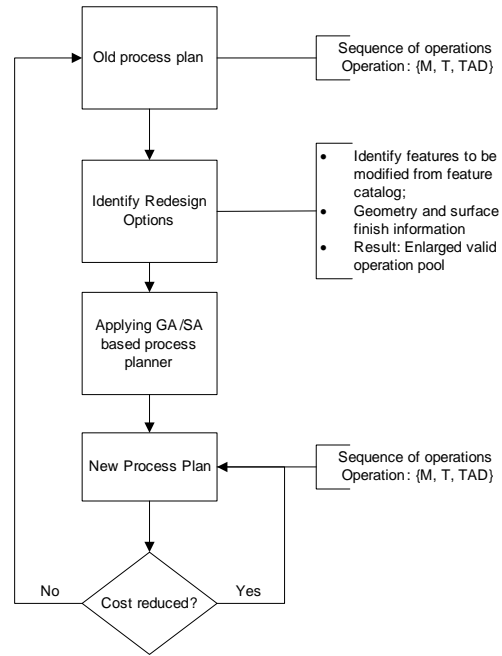 Old process plan
Sequence of operations
Operation: {M, T, TAD}
Identify Redesign
Options
• Identify features to be
modified from feature
catalog;
• Geometry and surface
finish information
• Result: Enlarged valid
operation pool
Applying GA/SA
based process
planner
New Process Plan
Sequence of operations
Operation: {M, T, TAD}
No
Cost reduced?
Yes